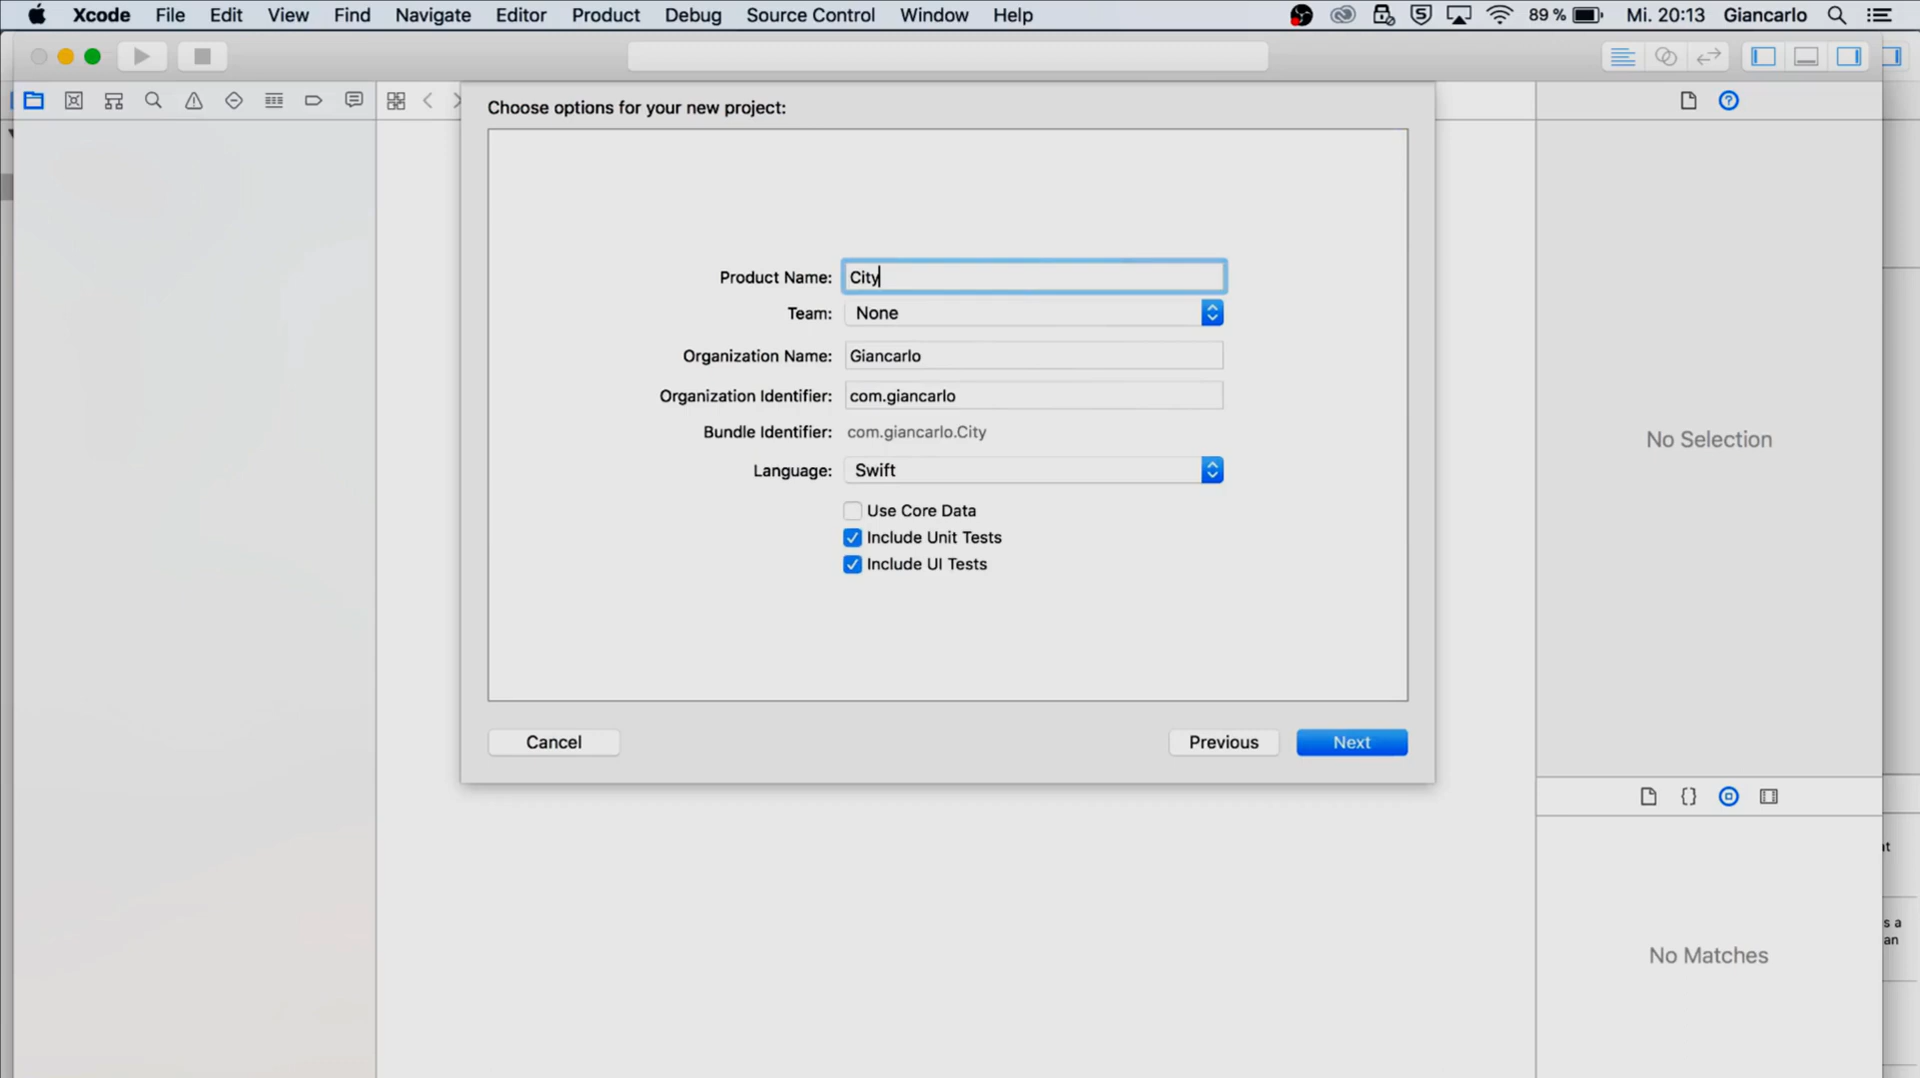 Xcode File Edit View Find Navigate Editor Product Debug Source Control Window Help 89 % Mi. 20:13 Giancarlo
Choose options for your new project:
Product Name: City
Team: None
Organization Name: Giancarlo
Organization Identifier: com.giancarlo
Bundle Identifier: com.giancarlo.City
Language: Swift
Use Core Data
Include Unit Tests
Include UI Tests
Cancel Previous Next
No Selection
No Matches
s a
an